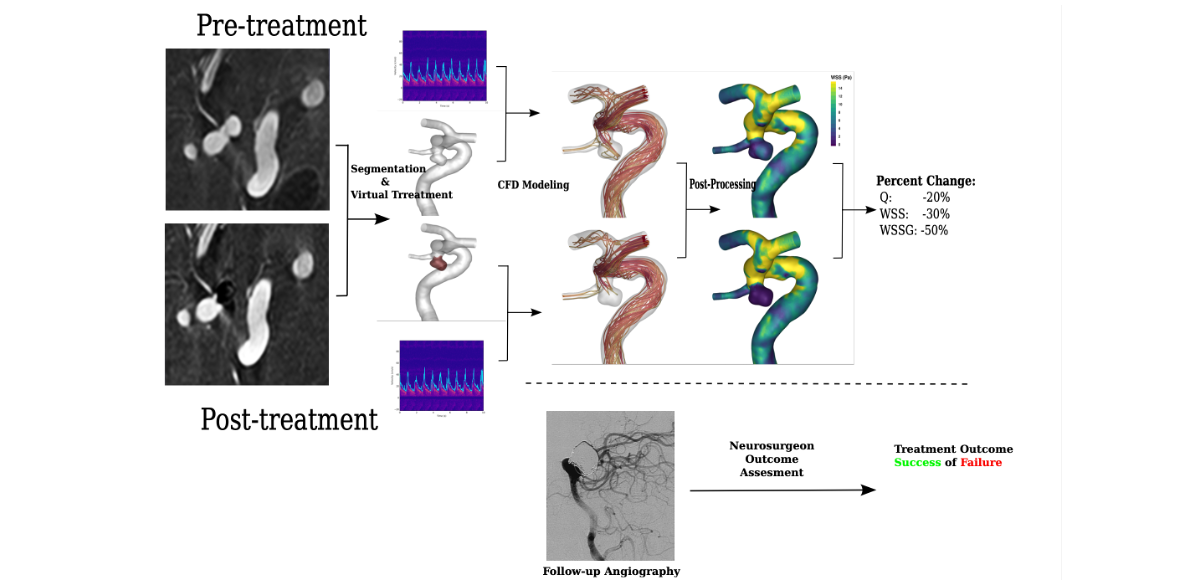 Pre-treatment
Segmentation
&
Virtual Trreatment
CFD Modeling
Post-Processing
WSS (Pa)
Percent Change:
Q: -20%
WSS: -30%
WSSG: -50%
Post-treatment
Neurosurgeon
Outcome
Assesment
Treatment Outcome
Success of Failure
Follow-up Angiography